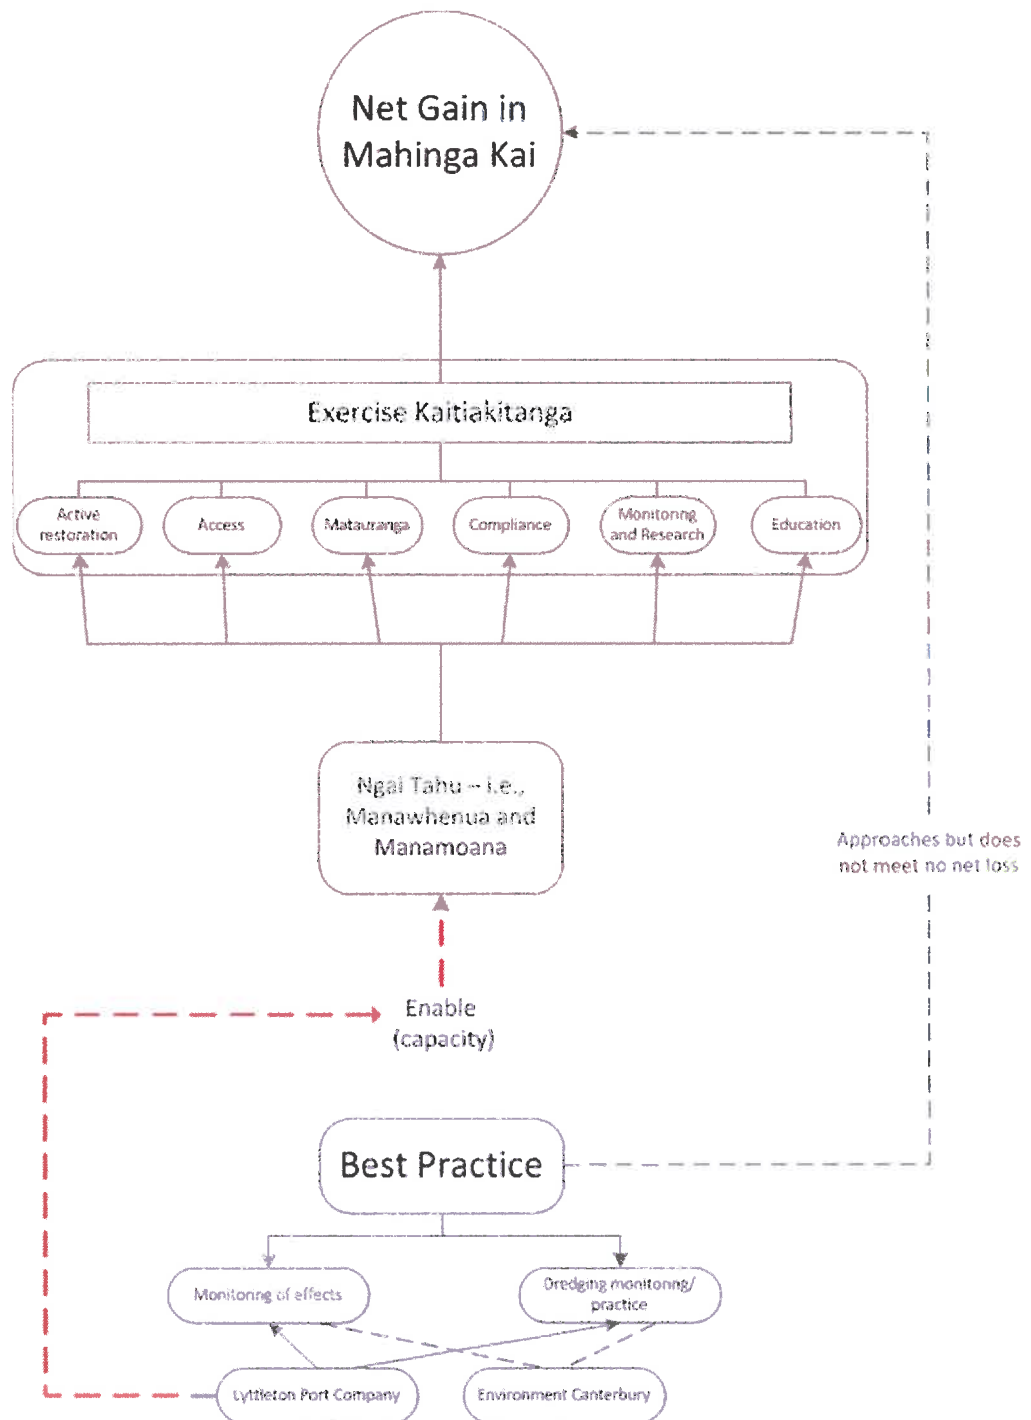 Net Gain in
Mahinga Kai
Exercise Kaitiakitanga
Active
restoration
Access
Matauranga
Compliance
Monitoring
and Research
Education
Ngai Tahu – i.e.,
Manawhenua and
Manamoana
Approaches but does
not meet no net loss
Enable
(capacity)
Best Practice
Monitoring of effects
Dredging monitoring/
practice
Lyttleton Port Company
Environment Canterbury